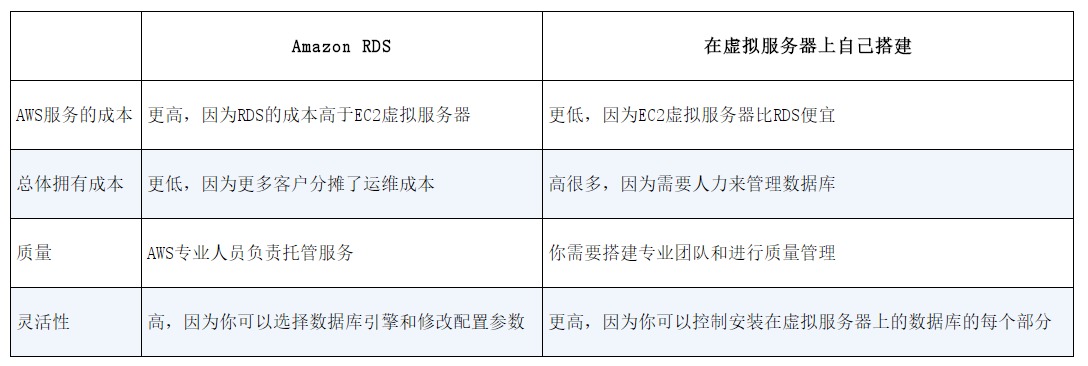 Amazon RDS
在虚拟服务器上自己搭建
AWS服务的成本
更高，因为RDS的成本高于EC2虚拟服务器
更低，因为EC2虚拟服务器比RDS便宜
总体拥有成本
更低，因为更多客户分摊了运维成本
高很多，因为需要人力来管理数据库
质量
AWS专业人员负责托管服务
你需要搭建专业团队和进行质量管理
灵活性
高，因为你可以选择数据库引擎和修改配置参数
更高，因为你可以控制安装在虚拟服务器上的数据库的每个部分